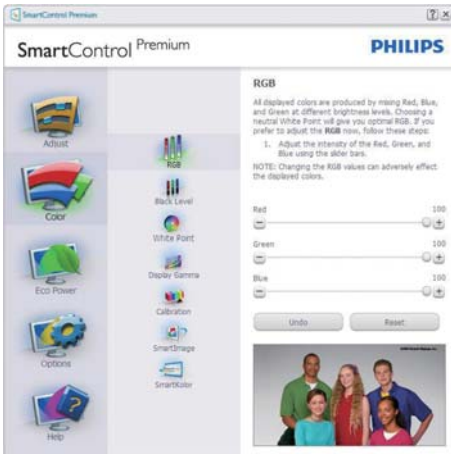 SmartControl Premium
SmartControl Premium
PHILIPS
Adjust
Color
Eco Power
Options
Help
RGB
Black Level
White Point
Display Gamma
Calibration
SmartImage
SmartKolor
RGB
All displayed colors are produced by mixing Red, Blue,
and Green at different brightness levels. Choosing a
neutral White Point will give you optimal RGB. If you
prefer to adjust the RGB now, follow these steps:
1. Adjust the intensity of the Red, Green, and
Blue using the slider bars.
NOTE: Changing the RGB values can adversely effect
the displayed colors.
Red 100
Green 100
Blue 100
Undo
Reset